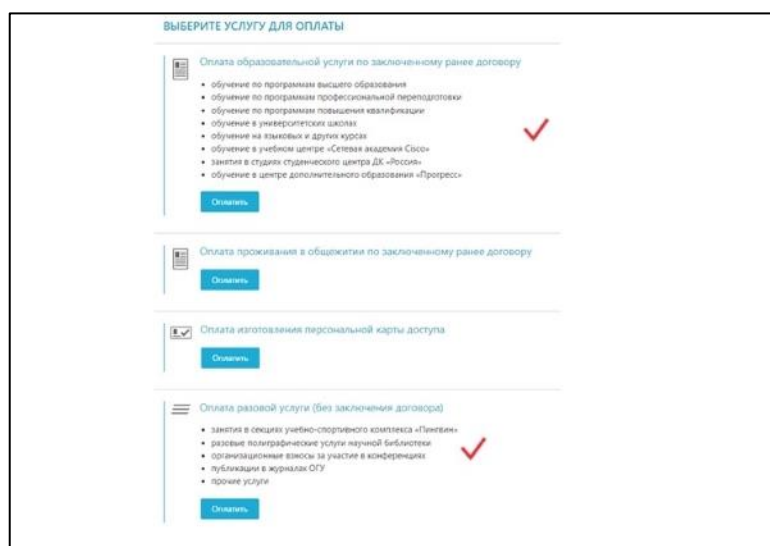 ВЫБЕРИТЕ УСЛУГУ ДЛЯ ОПЛАТЫ
Оплата образовательной услуги по заключенному ранее договору
• обучение по программам высшего образования
• обучение по программам профессиональной переподготовки
• обучение по программам повышения квалификации
• обучение в университетских школах
• обучение на языковых и других курсах
• обучение в учебном центре «Сетевая академия Cisco»
• занятия в студиях студенческого центра ДК «Россия»
• обучение в центре дополнительного образования «Прогресс»
Оплатить
Оплата проживания в общежитии по заключенному ранее договору
Оплатить
Оплата изготовления персональной карты доступа
Оплатить
Оплата разовой услуги (без заключения договора)
• занятия в секциях учебно-спортивного комплекса «Пингвин»
• разовые полиграфические услуги научной библиотеки
• организационные взносы за участие в конференциях
• публикации в журналах ОГУ
• прочие услуги
Оплатить